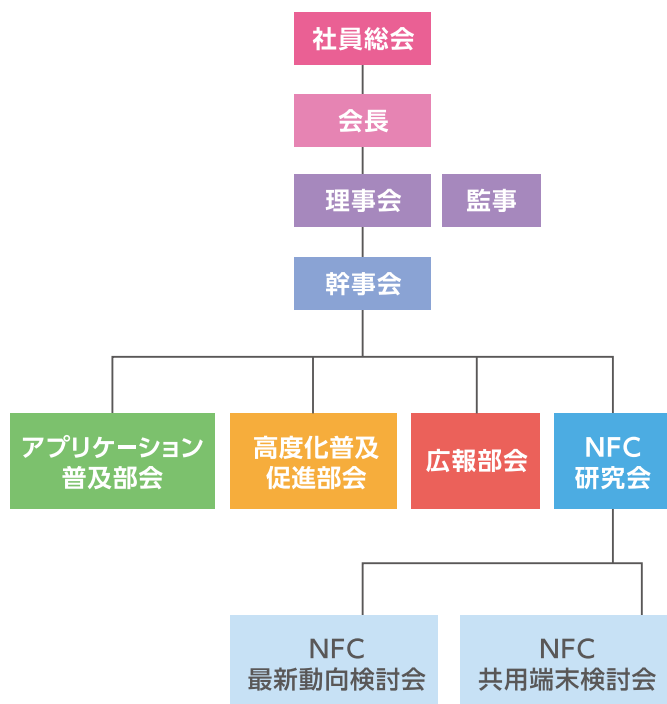 社員総会
会長
理事会
監事
幹事会
アプリケーション
普及部会
高度化普及
促進部会
広報部会
NFC
研究会
NFC
最新動向検討会
NFC
共用端末検討会